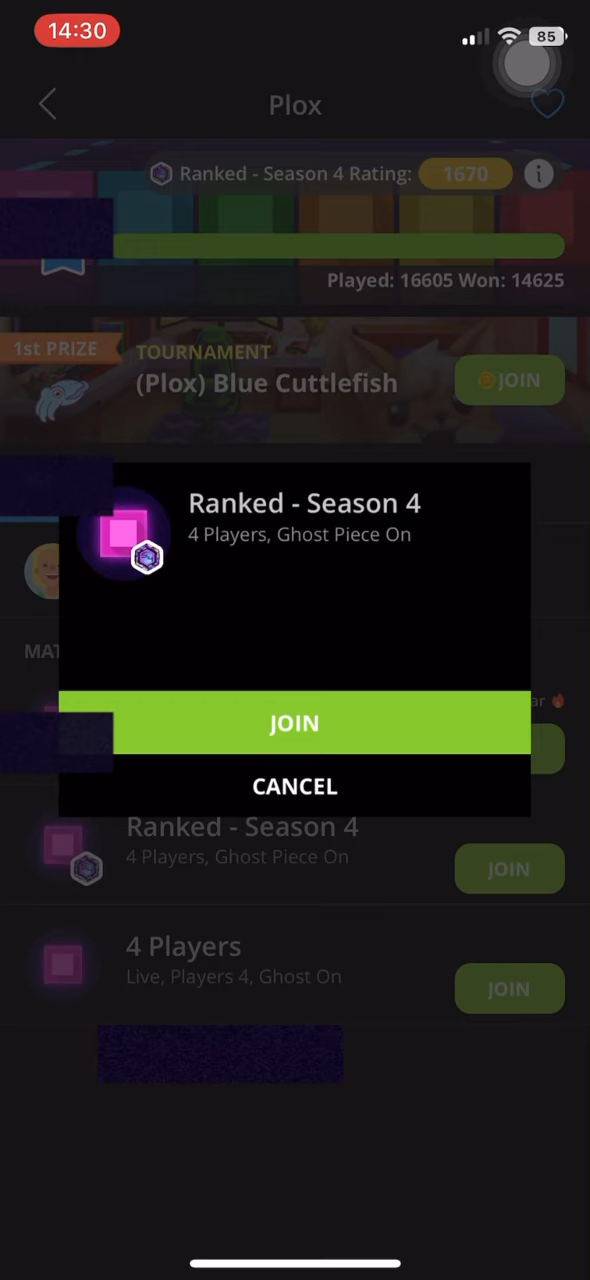 14:30
85
Plox
Ranked - Season 4 Rating: 1670 i
Played: 16605 Won: 14625
1st PRIZE
TOURNAMENT
(Plox) Blue Cuttlefish
JOIN
Ranked - Season 4
4 Players, Ghost Piece On
JOIN
CANCEL
Ranked - Season 4
4 Players, Ghost Piece On
JOIN
4 Players
Live, Players 4, Ghost On
JOIN